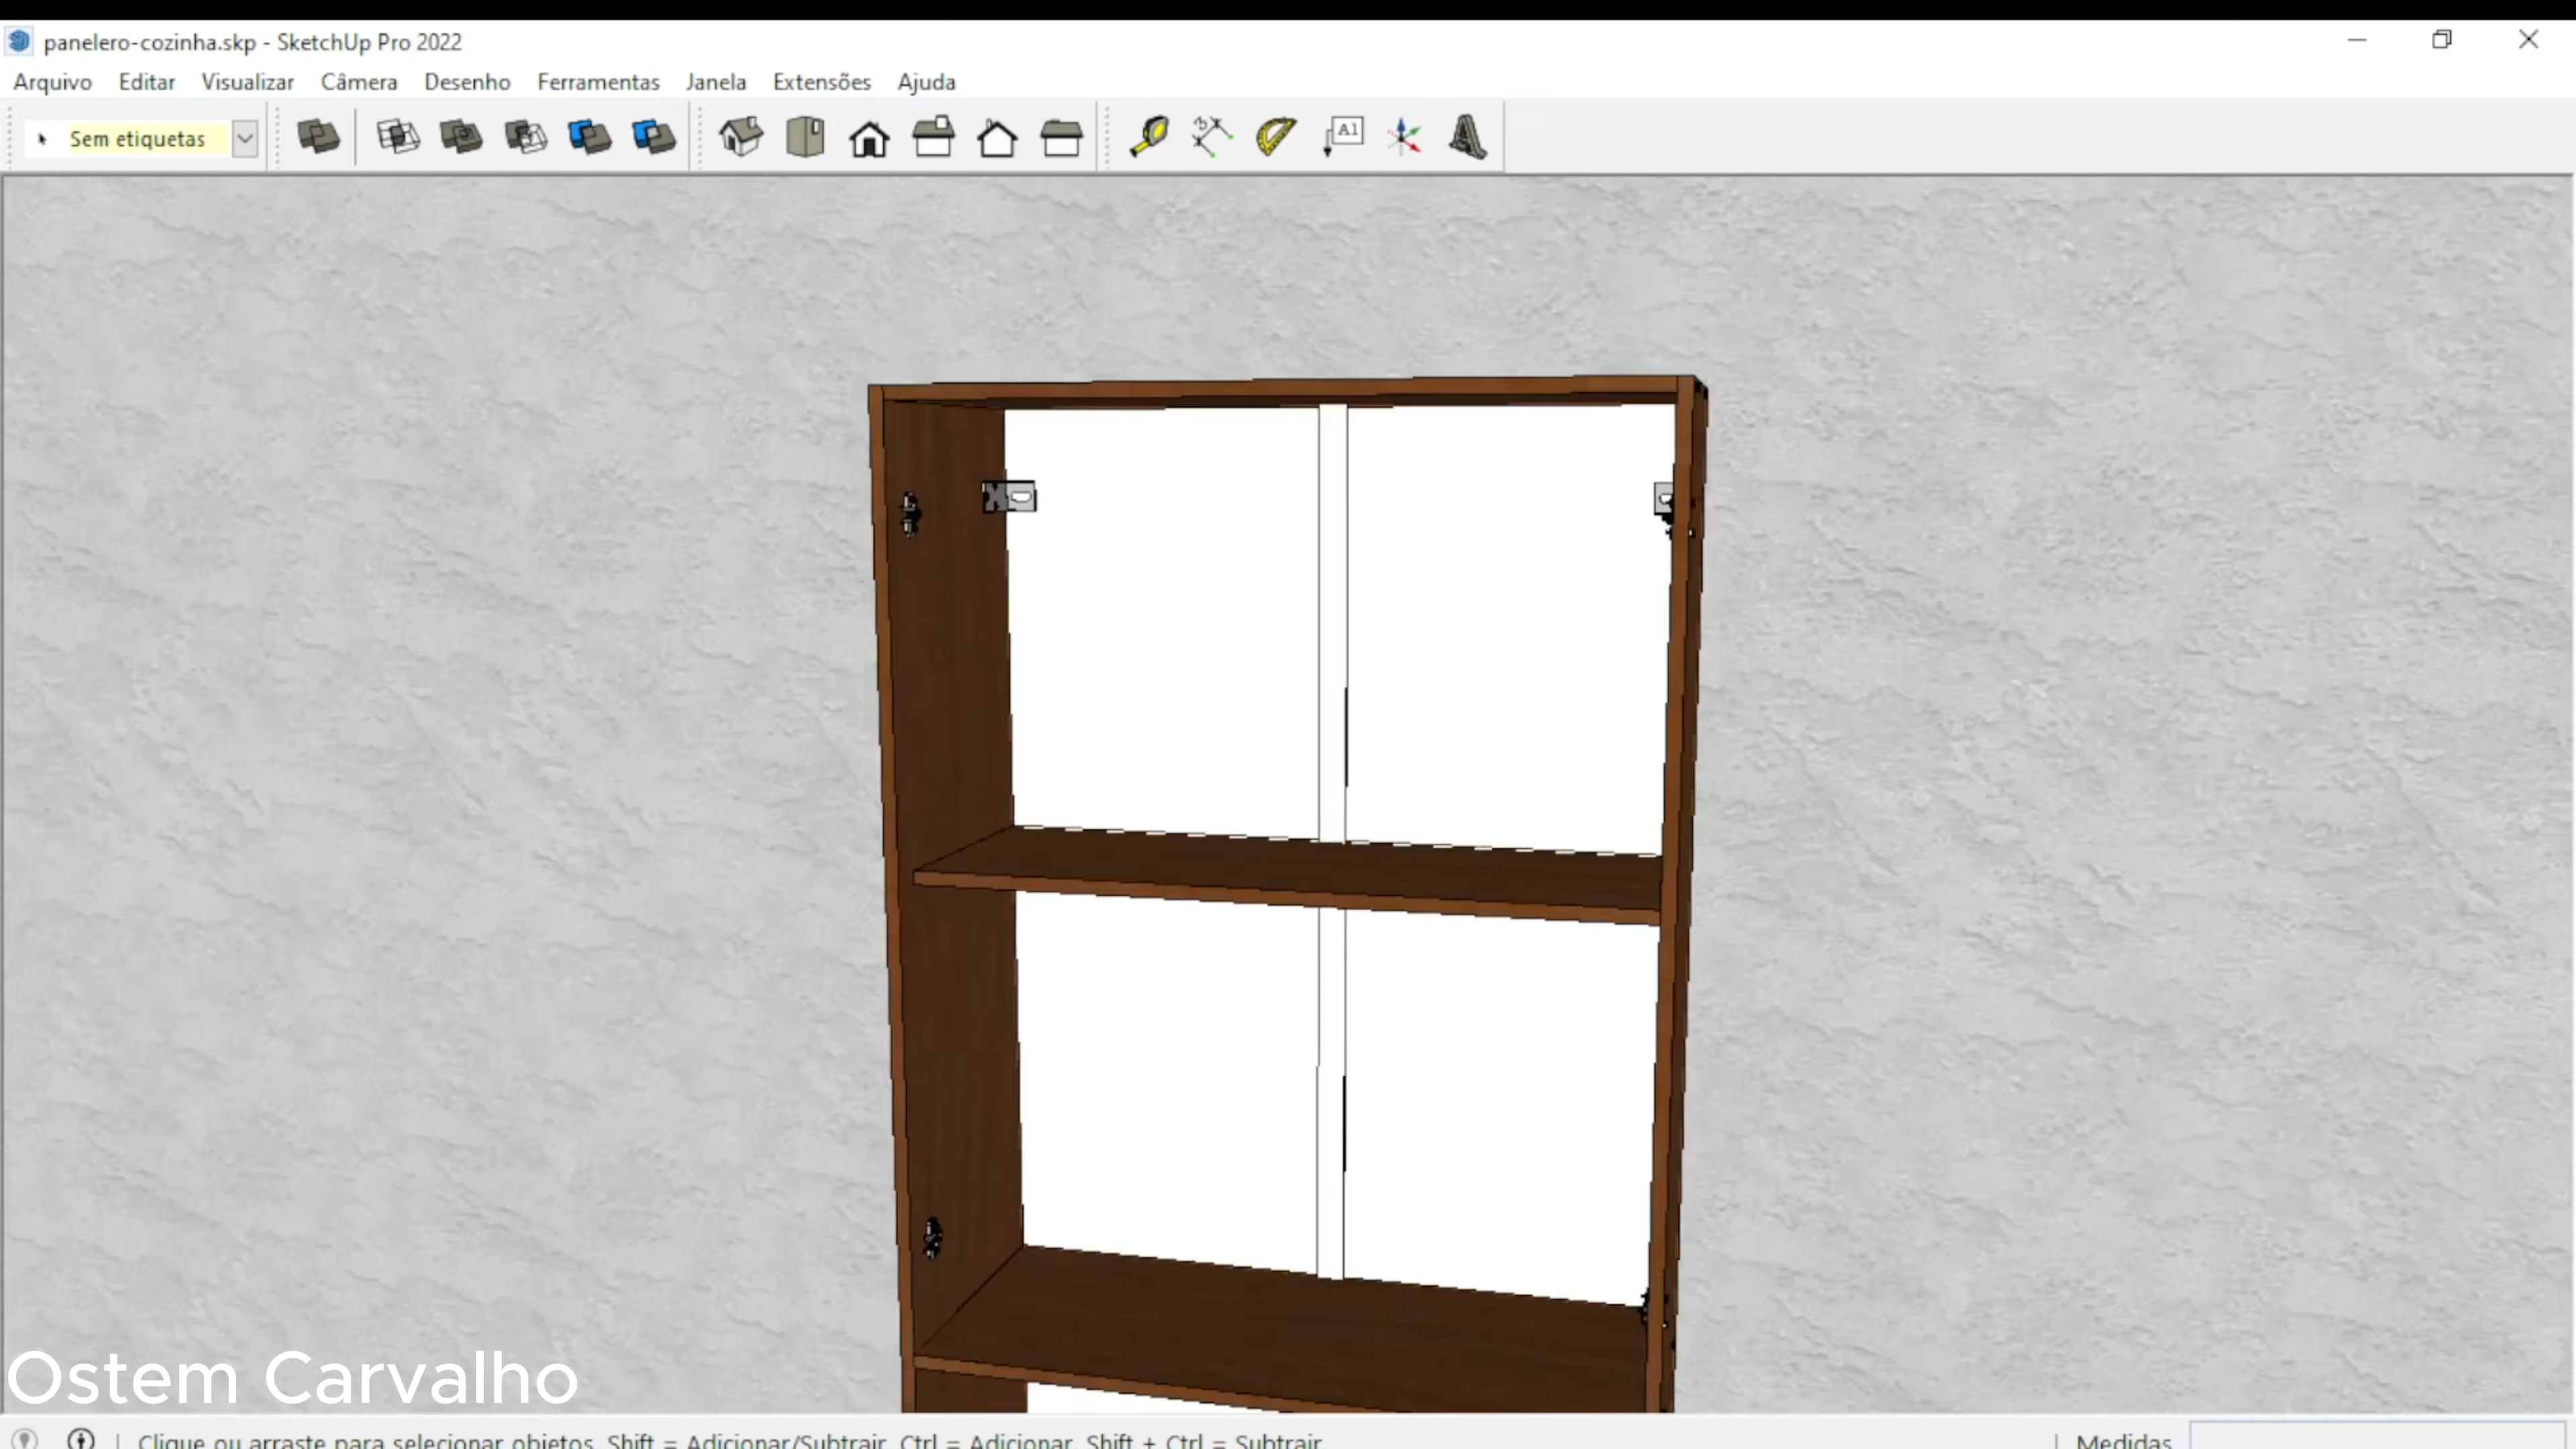 panelero-cozinha.skp - SketchUp Pro 2022
Arquivo Editar Visualizar Câmera Desenho Ferramentas Janela Extensões Ajuda
Sem etiquetas
A1
Ostem Carvalho
Clique ou arraste para selecionar objetos. Shift = Adicionar/Subtrair. Ctrl = Adicionar. Shift + Ctrl = Subtrair.
Medidas